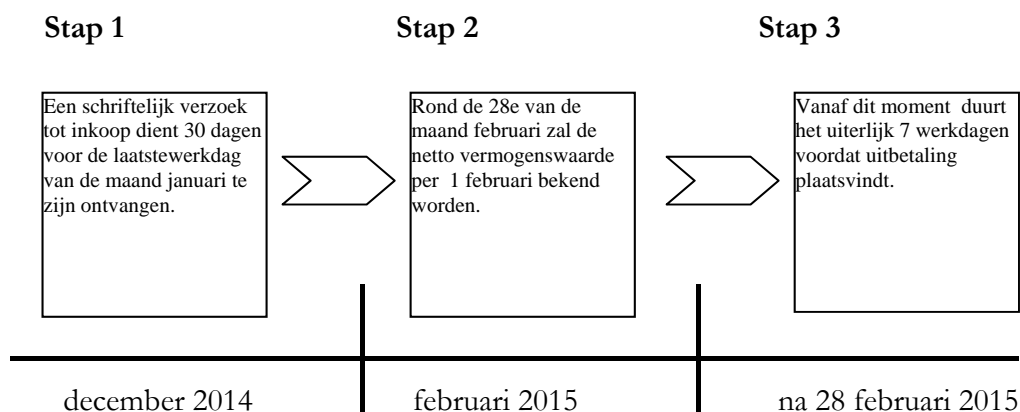 Stap 1
Stap 2
Stap 3
Een schriftelijk verzoek
tot inkoop dient 30 dagen
voor de laatstewerkdag
van de maand januari te
zijn ontvangen.
Rond de 28e van de
maand februari zal de
netto vermogenswaarde
per 1 februari bekend
worden.
Vanaf dit moment duurt
het uiterlijk 7 werkdagen
voordat uitbetaling
plaatsvindt.
december 2014
februari 2015
na 28 februari 2015